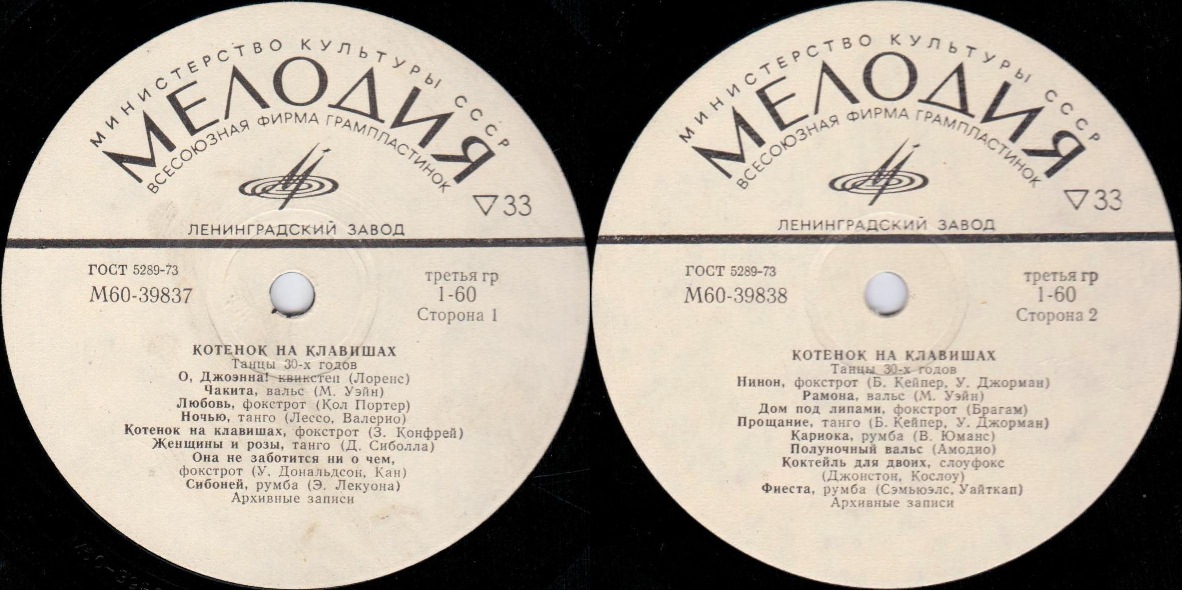 МИНИСТЕРСТВО КУЛЬТУРЫ СССР
МЕЛОДИЯ
ВСЕСОЮЗНАЯ ФИРМА ГРАМПЛАСТИНОК
▽33
ЛЕНИНГРАДСКИЙ ЗАВОД
ГОСТ 5289-73
М60-39837
третья гр
1-60
Сторона 1
КОТЕНОК НА КЛАВИШАХ
Танцы 30-х годов
О, Джоэнна! квикстеп (Лоренс)
Чакита, вальс (М. Уэйн)
Любовь, фокстрот (Кол Портер)
Ночью, танго (Лессо, Валерно)
Котенок на клавишах, фокстрот (З. Конфрей)
Женщины и розы, танго (Д. Сиболла)
Она не заботится ни о чем,
фокстрот (У. Дональдсон, Кан)
Сибоней, румба (Э. Лекуона)
Архивные записи
МИНИСТЕРСТВО КУЛЬТУРЫ СССР
МЕЛОДИЯ
ВСЕСОЮЗНАЯ ФИРМА ГРАМПЛАСТИНОК
▽33
ЛЕНИНГРАДСКИЙ ЗАВОД
ГОСТ 5289-73
М60-39838
третья гр
1-60
Сторона 2
КОТЕНОК НА КЛАВИШАХ
Танцы 30-х годов
Нинон, фокстрот (Б. Кейпер, У. Джорман)
Рамона, вальс (М. Уэйн)
Дом под липами, фокстрот (Брагам)
Прощание, танго (Б. Кейпер, У. Джорман)
Кариока, румба (В. Юманс)
Полуночный вальс (Амодио)
Коктейль для двоих, слоуфокс
(Джонстон, Кослоу)
Фиеста, румба (Сэмьюэлс, Уайткап)
Архивные записи